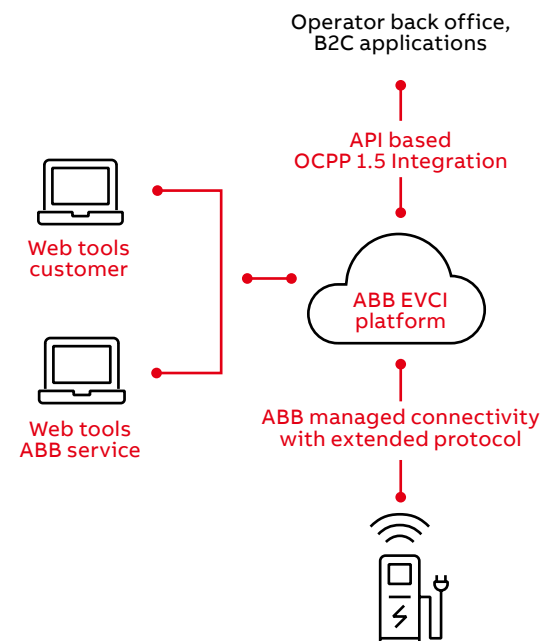 Operator back office,
B2C applications
API based
OCPP 1.5 Integration
Web tools
customer
ABB EVCI
platform
Web tools
ABB service
ABB managed connectivity
with extended protocol